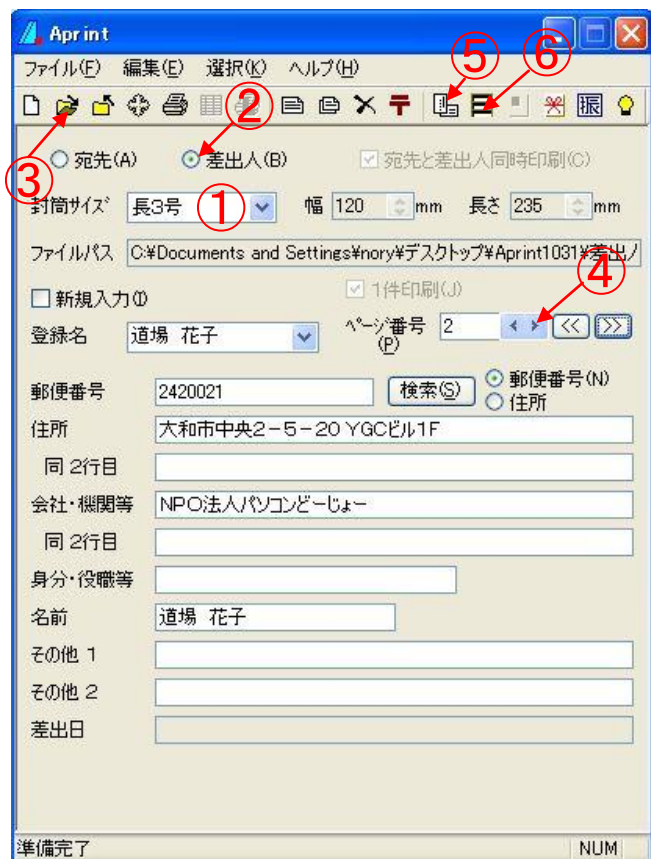 Aprint
ファイル(F) 編集(E) 選択(K) ヘルプ(H)
⑤ ⑥
② 
③
宛先(A) 差出人(B) 宛先と差出人同時印刷(C)
封筒サイズ 長3号 ① 幅 120 mm 長さ 235 mm
ファイルパス C:¥Documents and Settings¥nory¥デスクトップ¥Aprint1031¥差出
④
新規入力(I) 1件印刷(J)
登録名 道場 花子 ページ番号(P) 2 << >>
郵便番号 2420021 検索(S) 郵便番号(N)
住所
住所 大和市中央2-5-20 YGCビル1F
同 2行目
会社・機関等 NPO法人パソコンどーじょー
同 2行目
身分・役職等
名前 道場 花子
その他 1
その他 2
差出日
準備完了 NUM